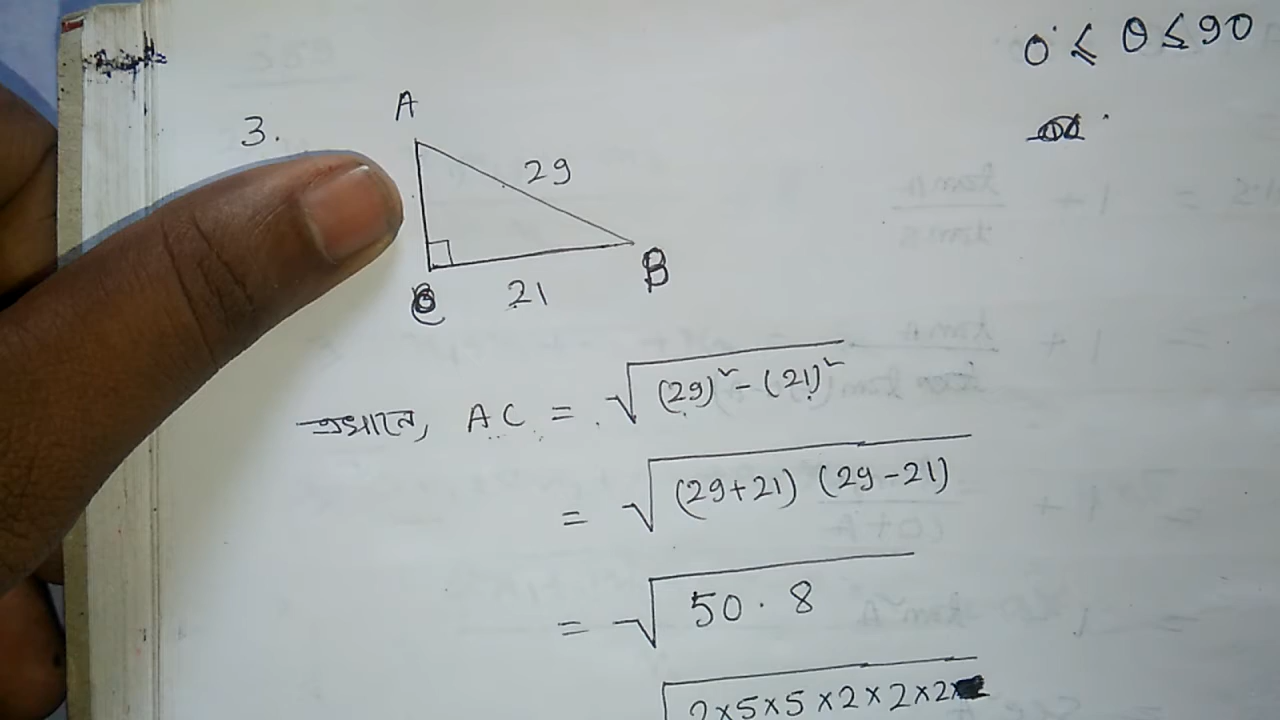 0 ≤ θ ≤ 90
3.
A
29
C
21
B
এখানে, AC = √(29)² - (21)²
= √(29+21) (29-21)
= √50 . 8
√2×5×5×2×2×2×